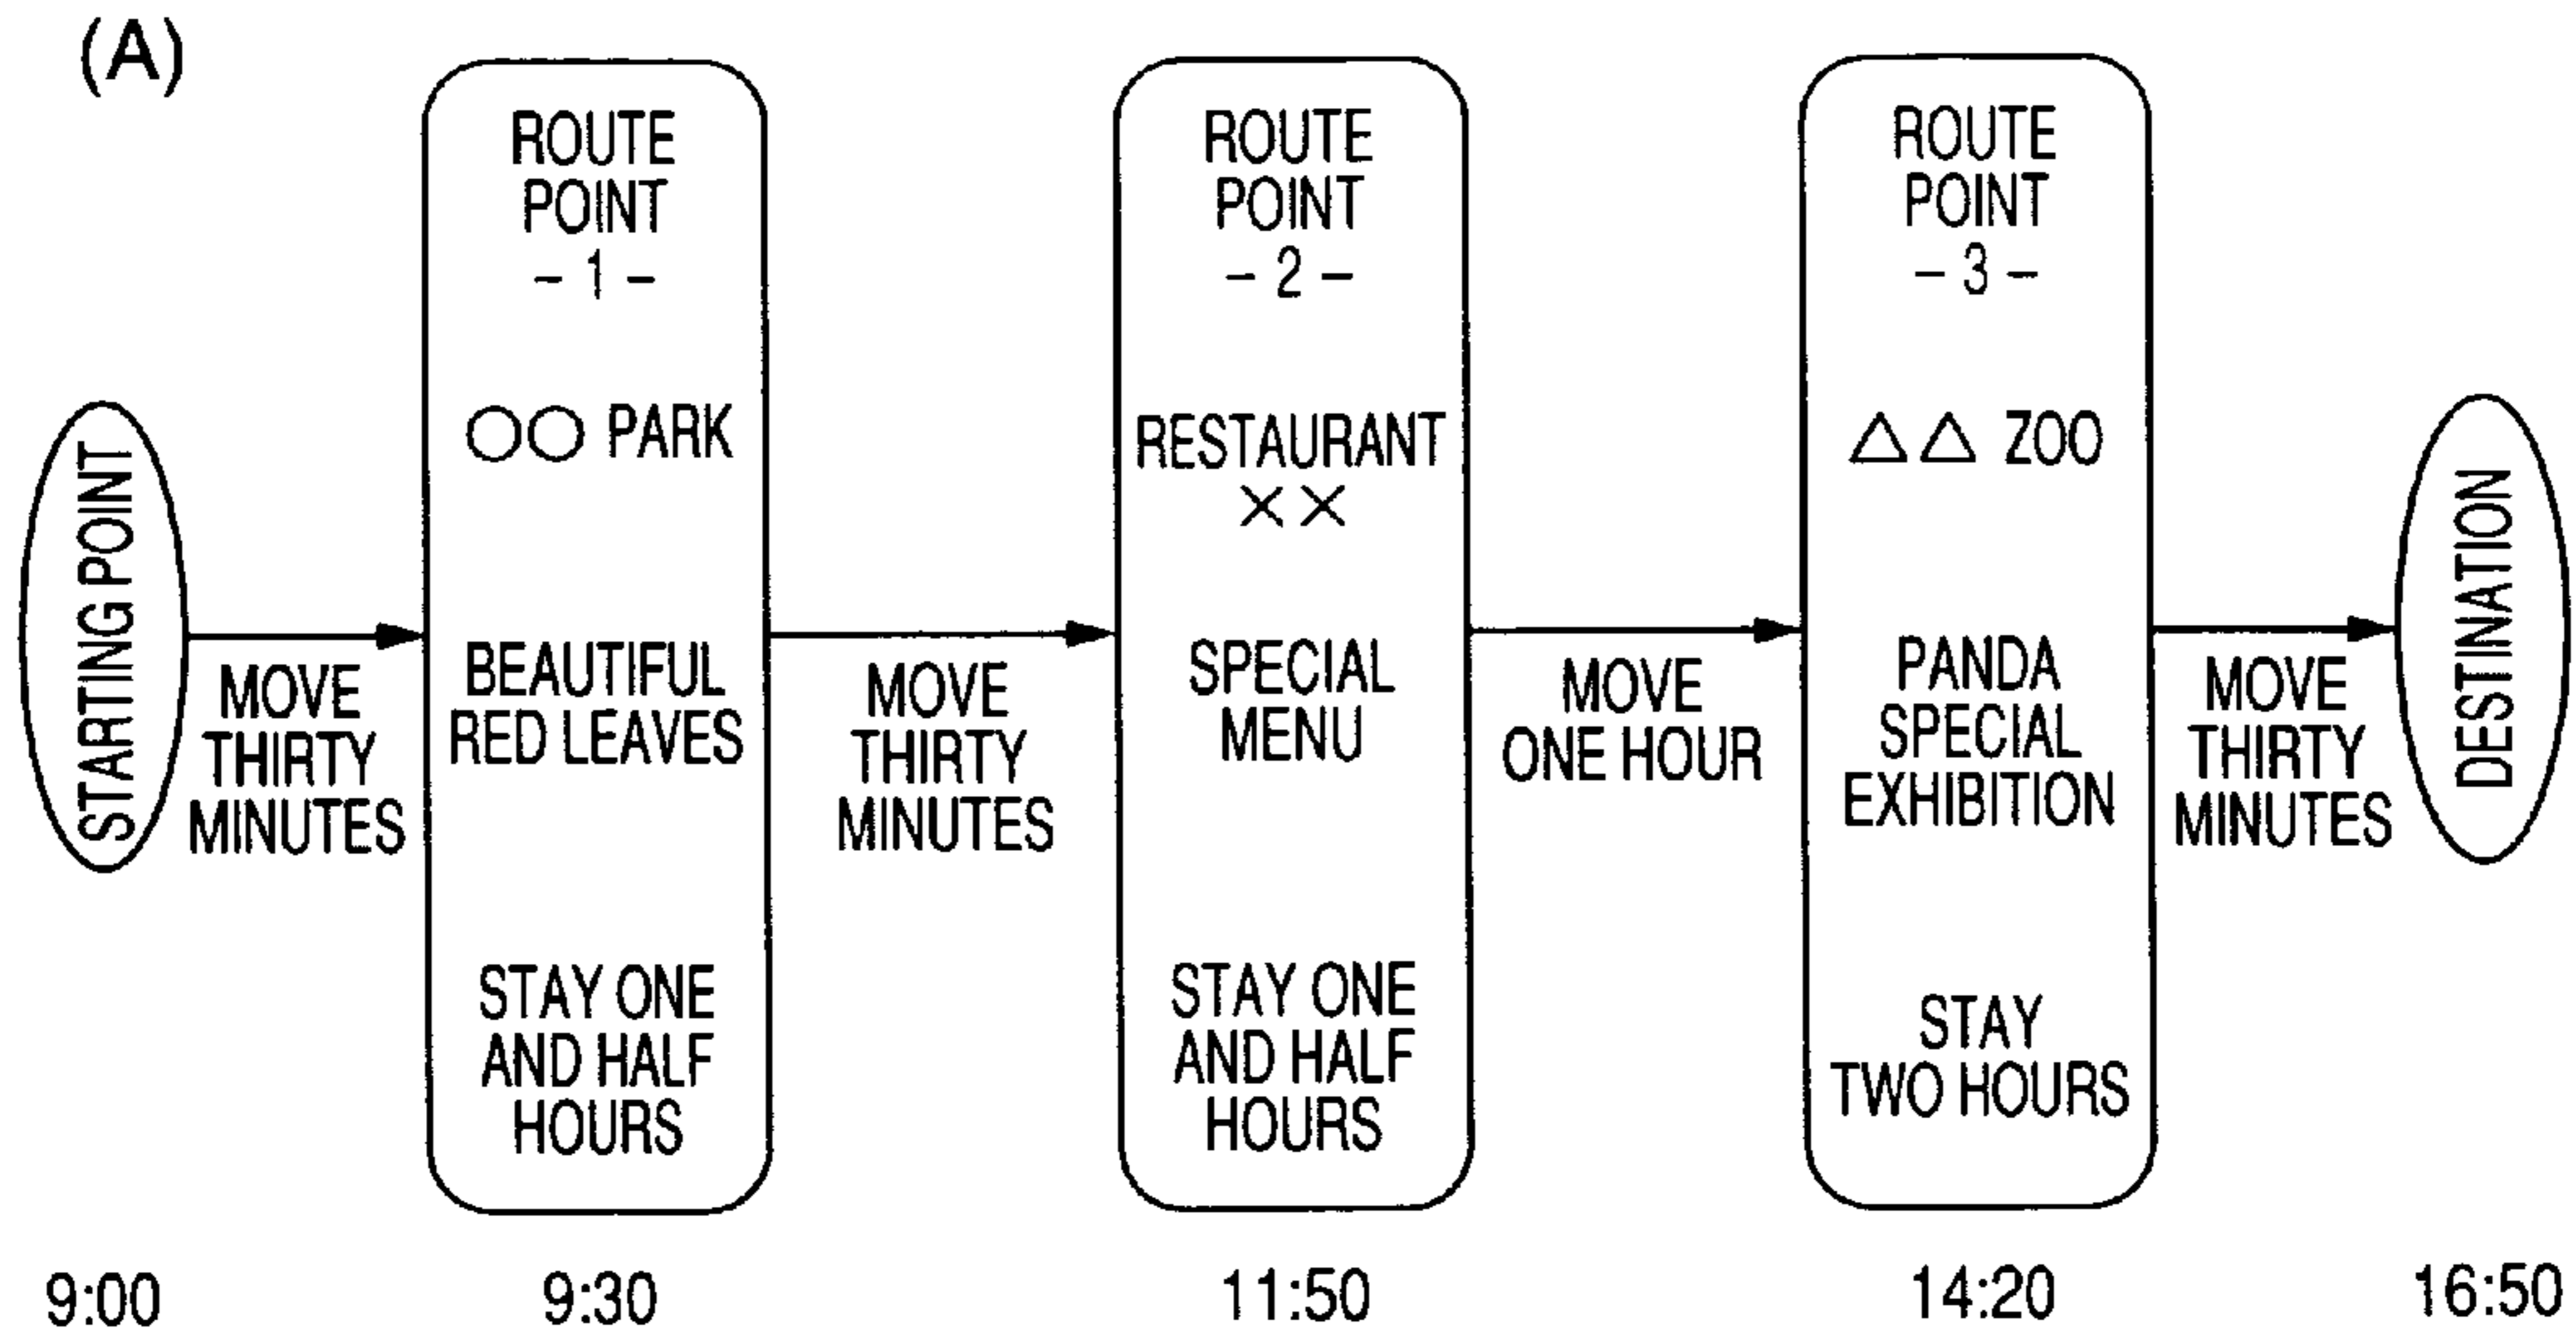 (A)
STARTING POINT
MOVE
THIRTY
MINUTES
ROUTE
POINT
– 1 –
○○ PARK
BEAUTIFUL
RED LEAVES
STAY ONE
AND HALF
HOURS
MOVE
THIRTY
MINUTES
ROUTE
POINT
– 2 –
RESTAURANT
××
SPECIAL
MENU
STAY ONE
AND HALF
HOURS
MOVE
ONE HOUR
ROUTE
POINT
– 3 –
△△ ZOO
PANDA
SPECIAL
EXHIBITION
STAY
TWO HOURS
MOVE
THIRTY
MINUTES
DESTINATION
9:00
9:30
11:50
14:20
16:50